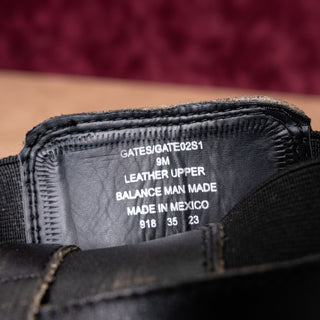 GATES/GATE02S1
9M
LEATHER UPPER
BALANCE MAN MADE
MADE IN MEXICO
918 35 23